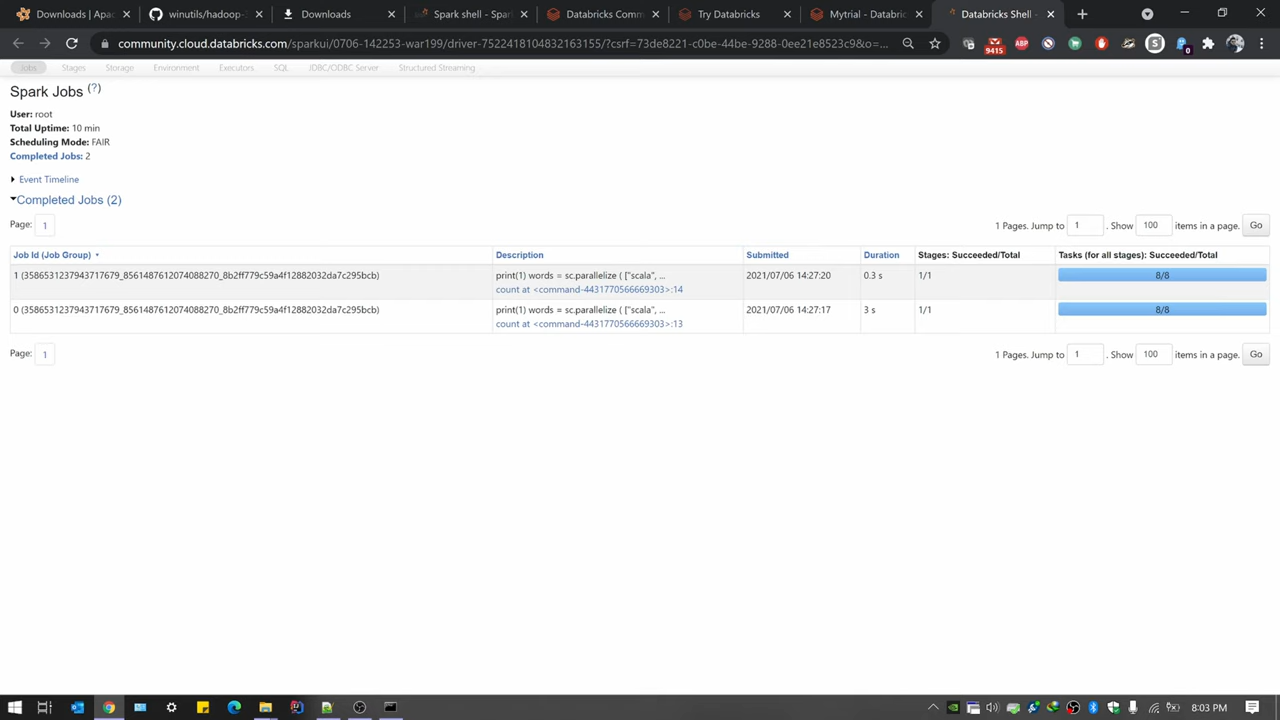 Downloads | Apac
winutils/hadoop-
Downloads
Spark shell - Spark
Databricks Comm
Try Databricks
Mytrial - Databric
Databricks Shell -
community.cloud.databricks.com/sparkui/0706-142253-war199/driver-7522418104832163155/?csrf=73de8221-c0be-44be-9288-0ee21e8523c9&o=...
9415
ABP
S
0
Jobs
Stages
Storage
Environment
Executors
SQL
JDBC/ODBC Server
Structured Streaming
Spark Jobs (?)
User: root
Total Uptime: 10 min
Scheduling Mode: FAIR
Completed Jobs: 2
Event Timeline
Completed Jobs (2)
Page: 1
1 Pages. Jump to 1 . Show 100 items in a page. Go
Job Id (Job Group)
Description
Submitted
Duration
Stages: Succeeded/Total
Tasks (for all stages): Succeeded/Total
1 (3586531237943717679_8561487612074088270_8b2ff779c59a4f12882032da7c295bcb)
print(1) words = sc.parallelize ( ["scala", ...
count at <command-4431770566669303>:14
2021/07/06 14:27:20
0.3 s
1/1
8/8
0 (3586531237943717679_8561487612074088270_8b2ff779c59a4f12882032da7c295bcb)
print(1) words = sc.parallelize ( ["scala", ...
count at <command-4431770566669303>:13
2021/07/06 14:27:17
3 s
1/1
8/8
Page: 1
1 Pages. Jump to 1 . Show 100 items in a page. Go
8:03 PM